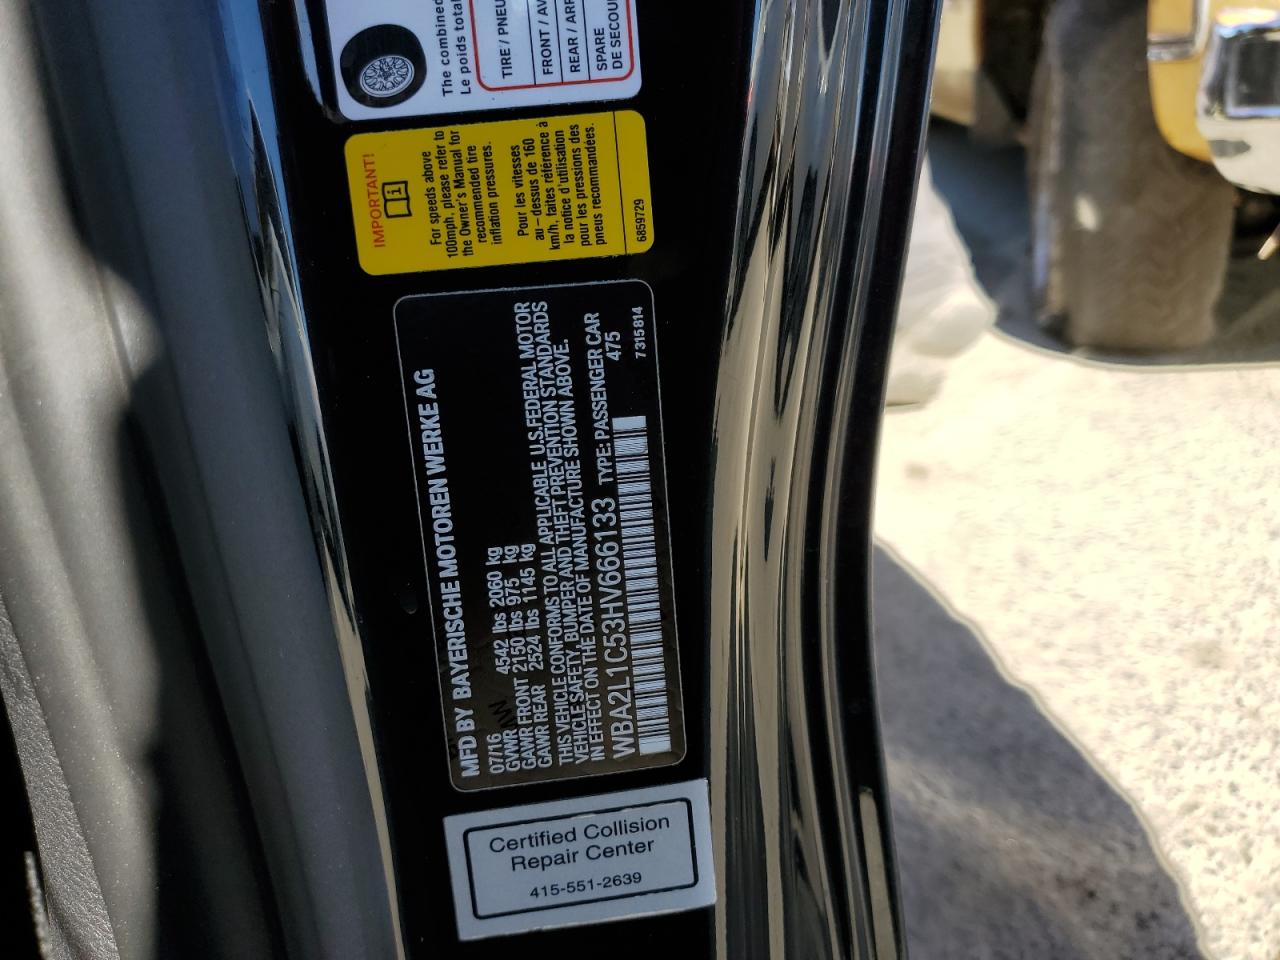 The combined
Le poids total
TIRE / PNEU
FRONT / AV
REAR / ARR
SPARE
DE SECOU
IMPORTANT!
i
For speeds above
100mph, please refer to
the Owner's Manual for
recommended tire
inflation pressures.
Pour les vitesses
au - dessus de 160
km/h, faites référence à
la notice d'utilisation
pour les pressions des
pneus recommandées.
6859729
MFD BY BAYERISCHE MOTOREN WERKE AG
07/16
GVWR 4542 lbs 2060 kg
GAWR FRONT 2150 lbs 975 kg
GAWR REAR 2524 lbs 1145 kg
THIS VEHICLE CONFORMS TO ALL APPLICABLE U.S.FEDERAL MOTOR
VEHICLE SAFETY, BUMPER AND THEFT PREVENTION STANDARDS
IN EFFECT ON THE DATE OF MANUFACTURE SHOWN ABOVE.
WBA2L1C53HV666133 TYPE: PASSENGER CAR
475
7315814
Certified Collision
Repair Center
415-551-2639